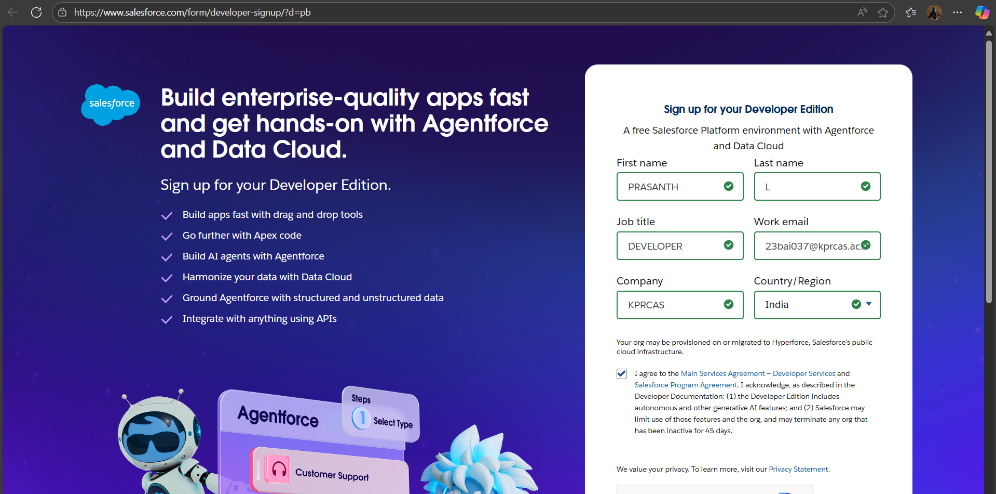 https://www.salesforce.com/form/developer-signup/?d=pb
salesforce
Build enterprise-quality apps fast
and get hands-on with Agentforce
and Data Cloud.
Sign up for your Developer Edition.
Build apps fast with drag and drop tools
Go further with Apex code
Build AI agents with Agentforce
Harmonize your data with Data Cloud
Ground Agentforce with structured and unstructured data
Integrate with anything using APIs
Agentforce
Steps
1 Select Type
Customer Support
Sign up for your Developer Edition
A free Salesforce Platform environment with Agentforce
and Data Cloud
First name Last name
PRASANTH L
Job title Work email
DEVELOPER 23bai037@kprcas.ac
Company Country/Region
KPRCAS India
Your org may be provisioned on or migrated to Hyperforce, Salesforce's public
cloud infrastructure.
I agree to the Main Services Agreement – Developer Services and
Salesforce Program Agreement. I acknowledge, as described in the
Developer Documentation: (1) the Developer Edition includes
autonomous and other generative AI features; and (2) Salesforce may
limit use of those features and the org, and may terminate any org that
has been inactive for 45 days.
We value your privacy. To learn more, visit our Privacy Statement.